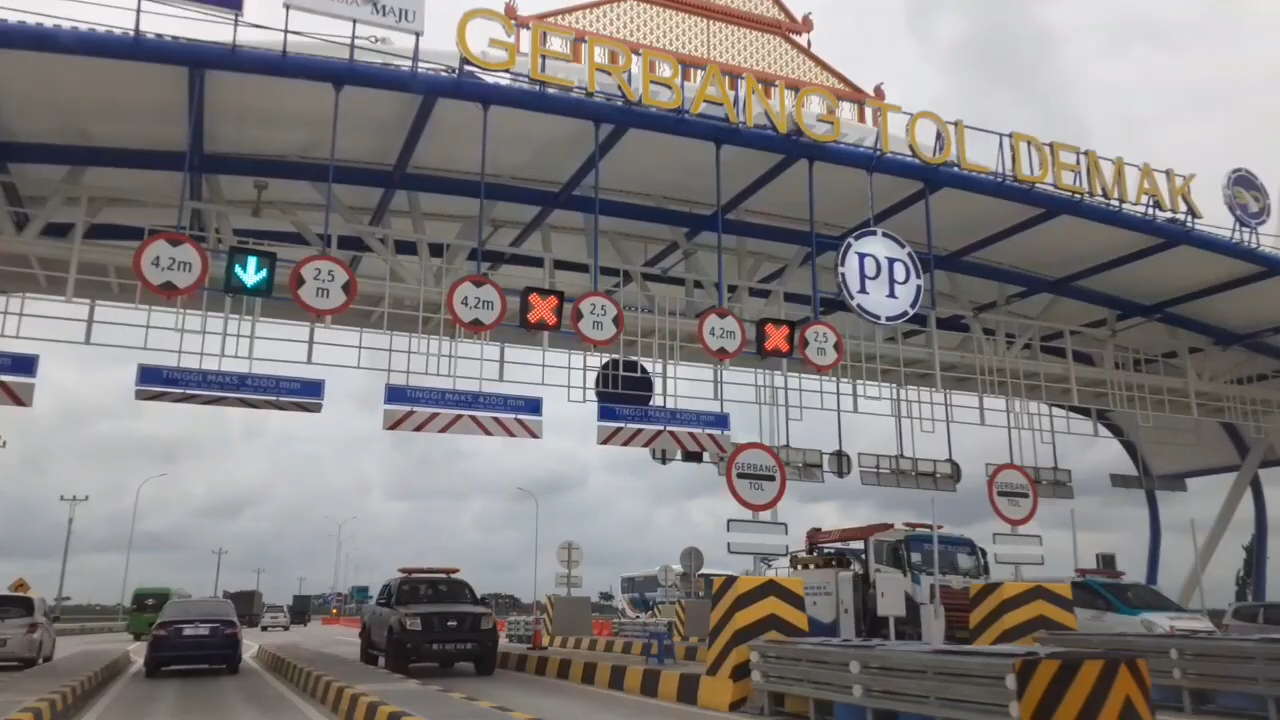 MAJU
GERBANG TOL DEMAK
4,2m
2,5
m
4,2m
2,5
m
4,2m
2,5
m
PP
TINGGI MAKS. 4200 mm
TINGGI MAKS. 4200 mm
TINGGI MAKS. 4200 mm
GERBANG
TOL
GERBANG
TOL